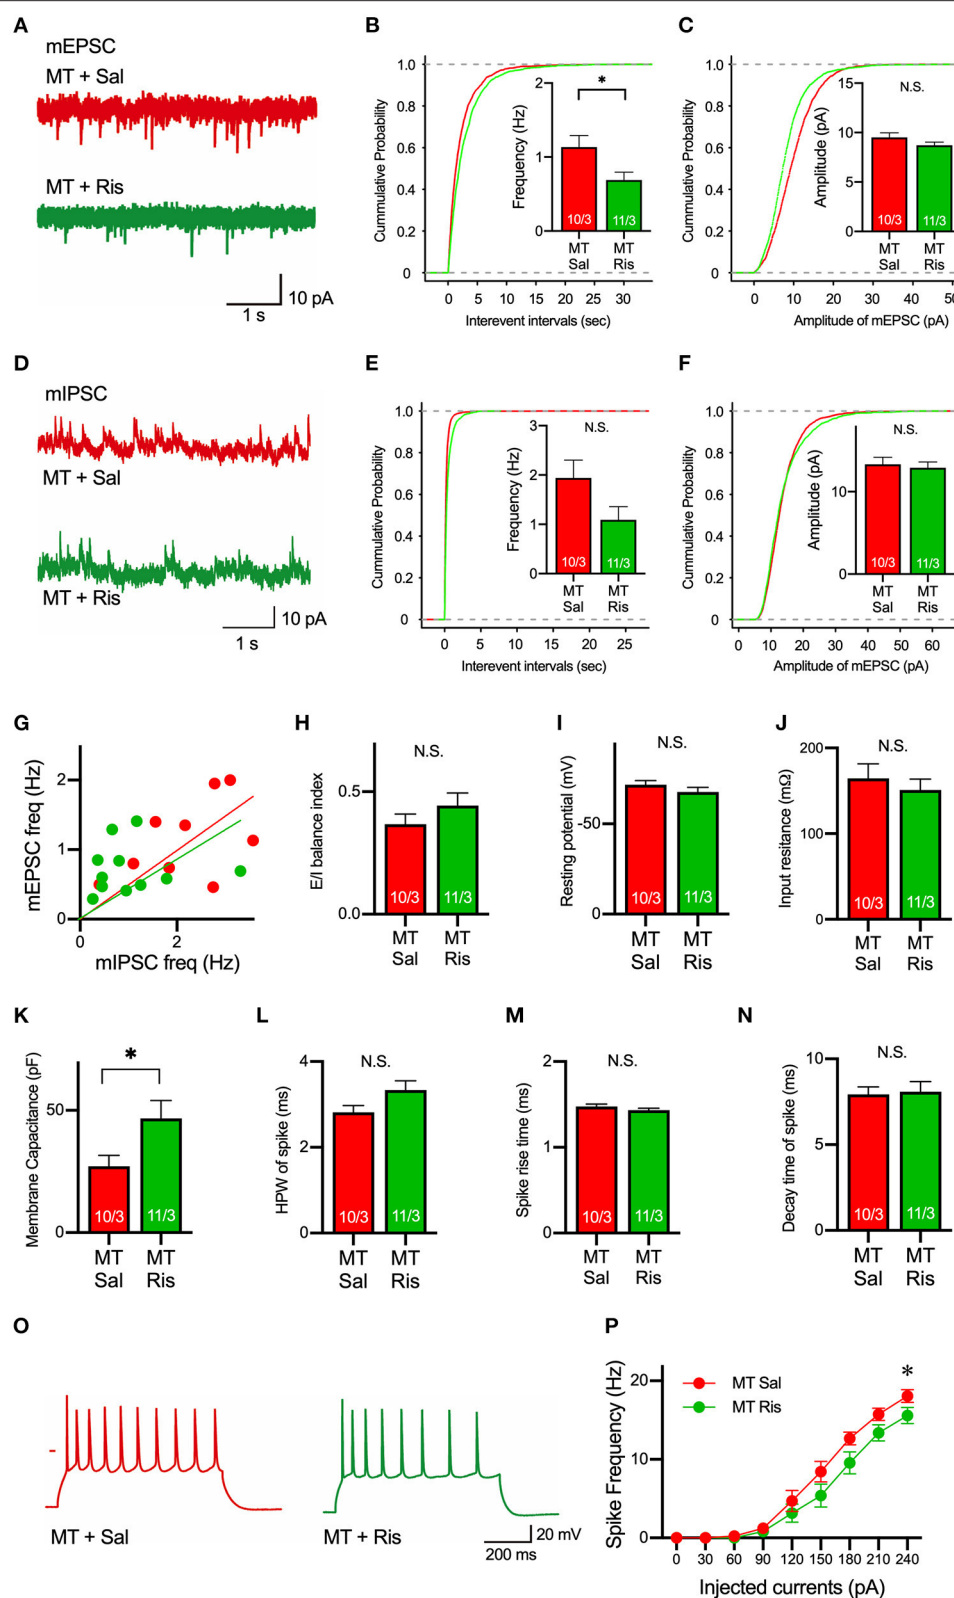 A
mEPSC
MT + Sal
MT + Ris
10 pA
1 s
B
Cummulative Probability
1.0
0.8
0.6
0.4
0.2
0
0 5 10 15 20 25 30
Interevent intervals (sec)
Frequency (Hz)
2
1
0
*
10/3 11/3
MT MT
Sal Ris
C
Cummulative Probability
1.0
0.8
0.6
0.4
0.2
0
0 10 20 30 40 50
Amplitude of mEPSC (pA)
Amplitude (pA)
15
10
5
0
N.S.
10/3 11/3
MT MT
Sal Ris
D
mIPSC
MT + Sal
MT + Ris
10 pA
1 s
E
Cummulative Probability
1.0
0.8
0.6
0.4
0.2
0
0 5 10 15 20 25
Interevent intervals (sec)
Frequency (Hz)
3
2
1
0
N.S.
10/3 11/3
MT MT
Sal Ris
F
Cummulative Probability
1.0
0.8
0.6
0.4
0.2
0
0 10 20 30 40 50 60
Amplitude of mEPSC (pA)
Amplitude (pA)
10
0
N.S.
10/3 11/3
MT MT
Sal Ris
G
mEPSC freq (Hz)
2
1
0
0 2
mIPSC freq (Hz)
H
E/I balance index
0.5
0.0
N.S.
10/3 11/3
MT MT
Sal Ris
I
Resting potential (mV)
-50
0
N.S.
10/3 11/3
MT MT
Sal Ris
J
Input resitance (mΩ)
200
100
0
N.S.
10/3 11/3
MT MT
Sal Ris
K
Membrane Capacitance (pF)
50
0
*
10/3 11/3
MT MT
Sal Ris
L
HPW of spike (ms)
4
2
0
N.S.
10/3 11/3
MT MT
Sal Ris
M
Spike rise time (ms)
2
1
0
N.S.
10/3 11/3
MT MT
Sal Ris
N
Decay time of spike (ms)
10
5
0
N.S.
10/3 11/3
MT MT
Sal Ris
O
MT + Sal
MT + Ris
20 mV
200 ms
P
Spike Frequency (Hz)
20
10
0
MT Sal
MT Ris
*
0 30 60 90 120 150 180 210 240
Injected currents (pA)